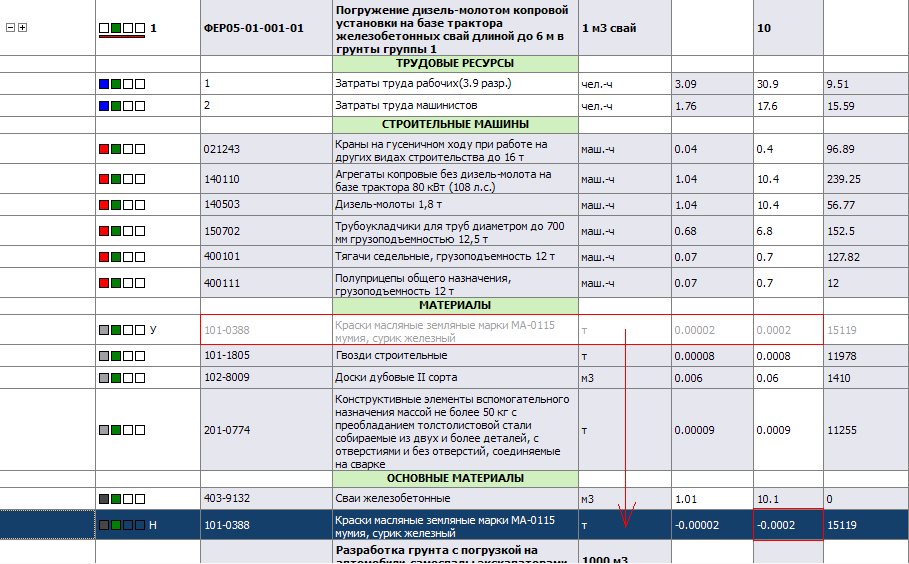 1 ФЕР05-01-001-01 Погружение дизель-молотом копровой установки на базе трактора железобетонных свай длиной до 6 м в грунты группы 1 1 м3 свай 10
ТРУДОВЫЕ РЕСУРСЫ
1 Затраты труда рабочих(3.9 разр.) чел.-ч 3.09 30.9 9.51
2 Затраты труда машинистов чел.-ч 1.76 17.6 15.59
СТРОИТЕЛЬНЫЕ МАШИНЫ
021243 Краны на гусеничном ходу при работе на других видах строительства до 16 т маш.-ч 0.04 0.4 96.89
140110 Агрегаты копровые без дизель-молота на базе трактора 80 кВт (108 л.с.) маш.-ч 1.04 10.4 239.25
140503 Дизель-молоты 1,8 т маш.-ч 1.04 10.4 56.77
150702 Трубоукладчики для труб диаметром до 700 мм грузоподъемностью 12,5 т маш.-ч 0.68 6.8 152.5
400101 Тягачи седельные, грузоподъемность 12 т маш.-ч 0.07 0.7 127.82
400111 Полуприцепы общего назначения, грузоподъемность 12 т маш.-ч 0.07 0.7 12
МАТЕРИАЛЫ
У 101-0388 Краски масляные земляные марки МА-0115 мумия, сурик железный т 0.00002 0.0002 15119
101-1805 Гвозди строительные т 0.00008 0.0008 11978
102-8009 Доски дубовые II сорта м3 0.006 0.06 1410
201-0774 Конструктивные элементы вспомогательного назначения массой не более 50 кг с преобладанием толстолистовой стали собираемые из двух и более деталей, с отверстиями и без отверстий, соединяемые на сварке т 0.00009 0.0009 11255
ОСНОВНЫЕ МАТЕРИАЛЫ
403-9132 Сваи железобетонные м3 1.01 10.1 0
Н 101-0388 Краски масляные земляные марки МА-0115 мумия, сурик железный т -0.00002 -0.0002 15119
Разработка грунта с погрузкой на автомобили-самосвалы экскаваторами 1000 м3